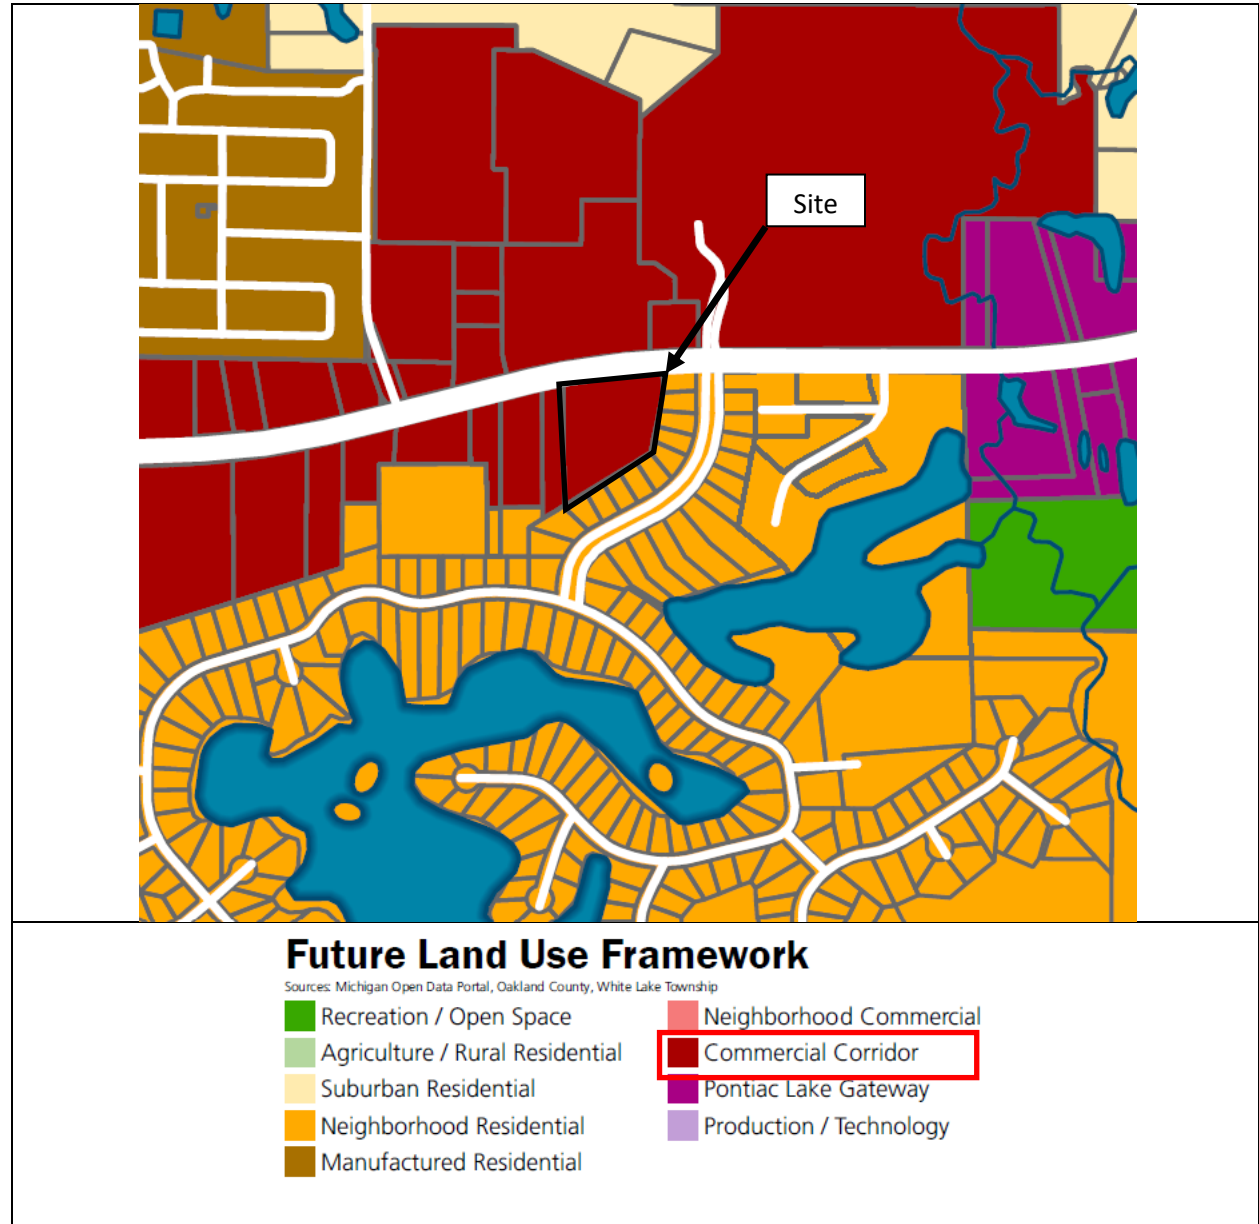 Site
Future Land Use Framework
Sources: Michigan Open Data Portal, Oakland County, White Lake Township
Recreation / Open Space
Agriculture / Rural Residential
Suburban Residential
Neighborhood Residential
Manufactured Residential
Neighborhood Commercial
Commercial Corridor
Pontiac Lake Gateway
Production / Technology